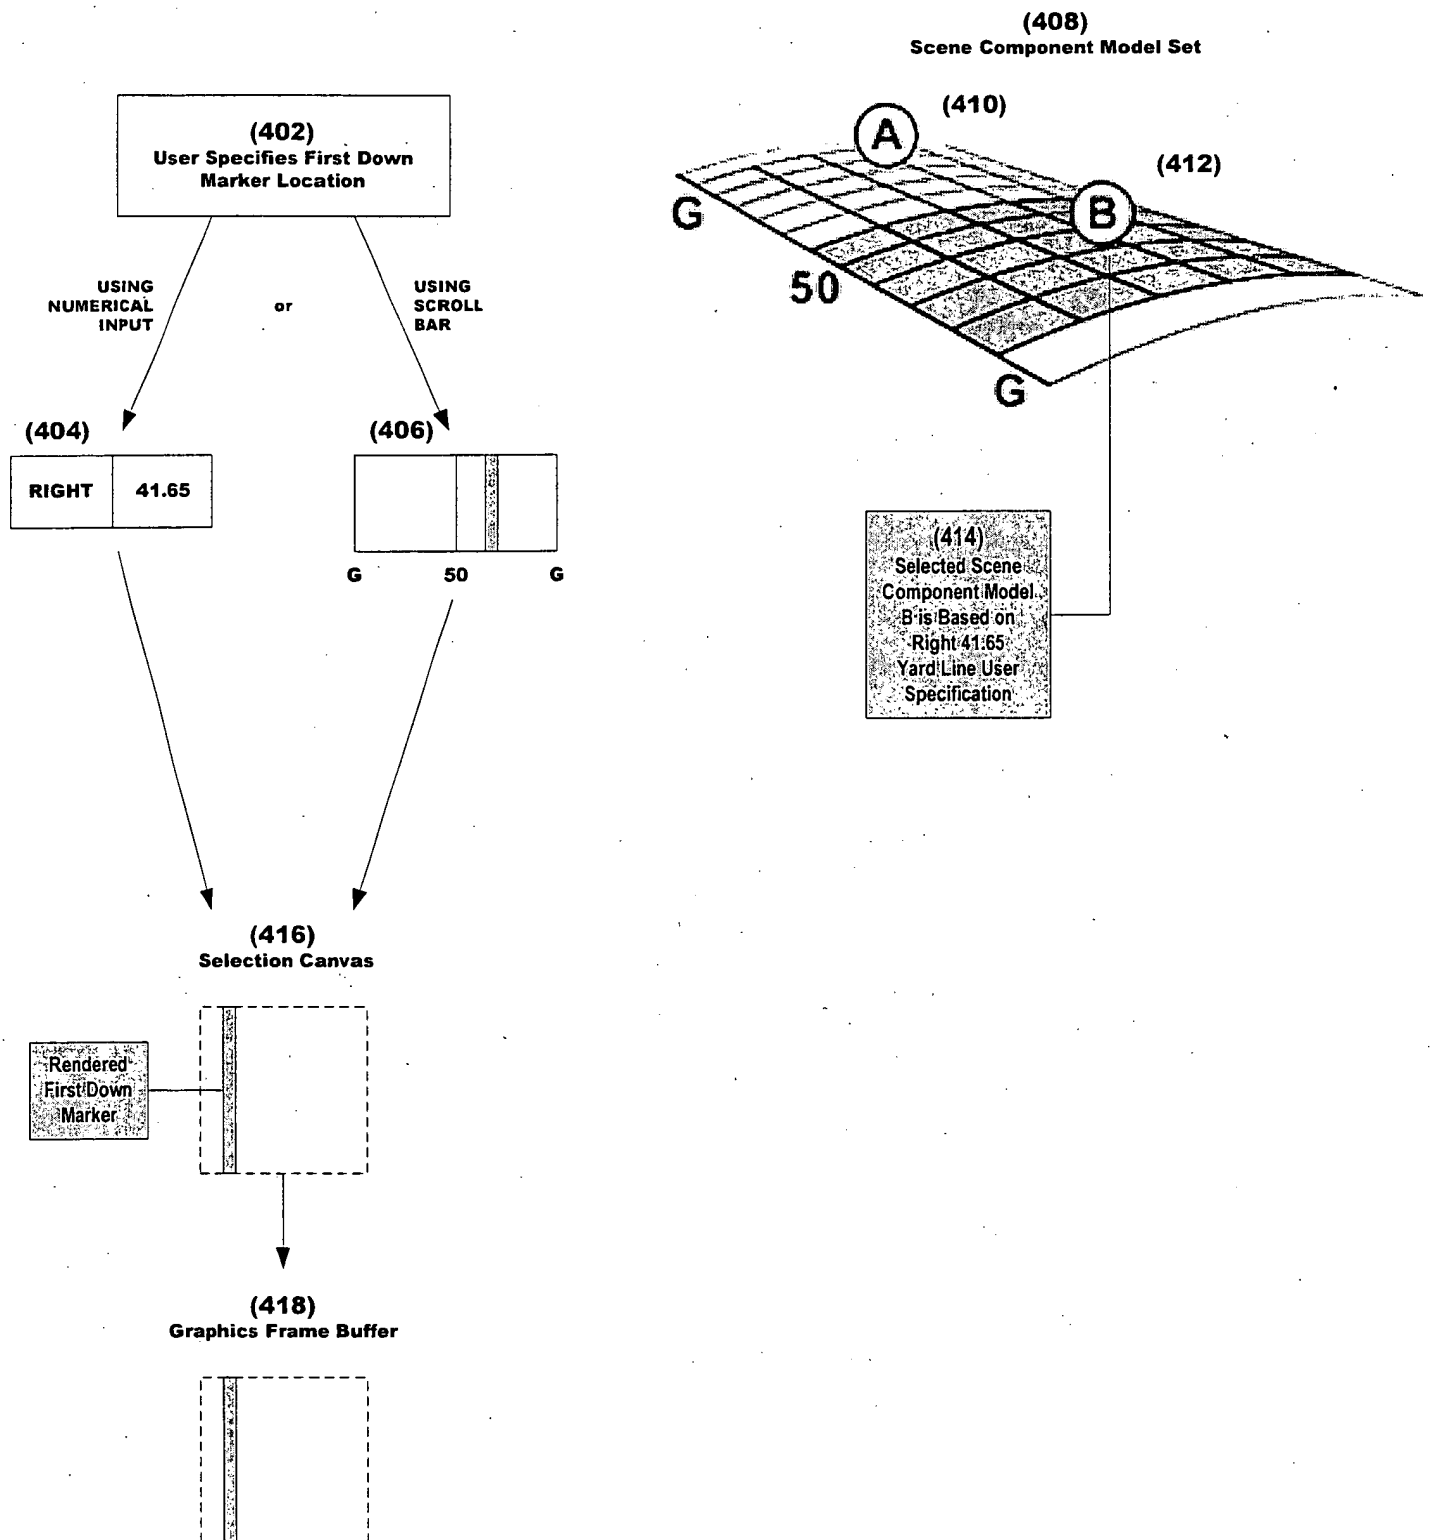 (408)
Scene Component Model Set
(402)
User Specifies First Down
Marker Location
(410)
A
(412)
B
G
50
G
USING
NUMERICAL
INPUT
or
USING
SCROLL
BAR
(404)
RIGHT
41.65
(406)
G
50
G
(414)
Selected Scene
Component Model
B is Based on
Right 41.65
Yard Line User
Specification
(416)
Selection Canvas
Rendered
First Down
Marker
(418)
Graphics Frame Buffer